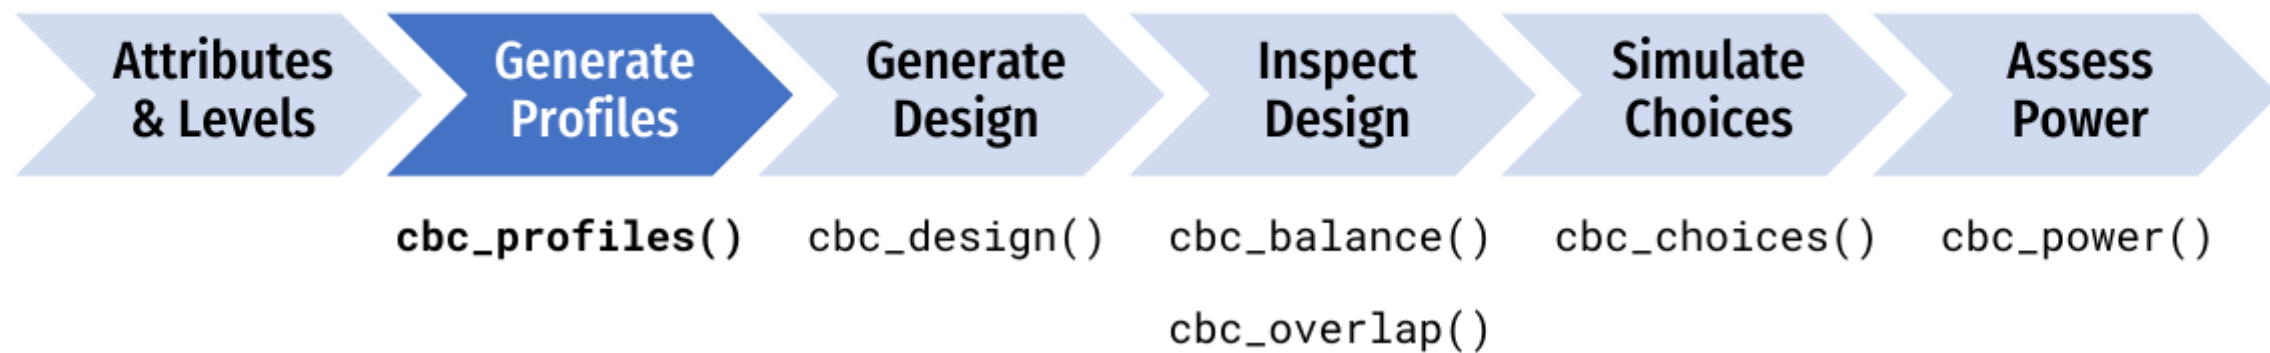 Attributes
& Levels
Generate
Profiles
Generate
Design
Inspect
Design
Simulate
Choices
Assess
Power
cbc_profiles()
cbc_design()
cbc_balance()
cbc_choices()
cbc_power()
cbc_overlap()